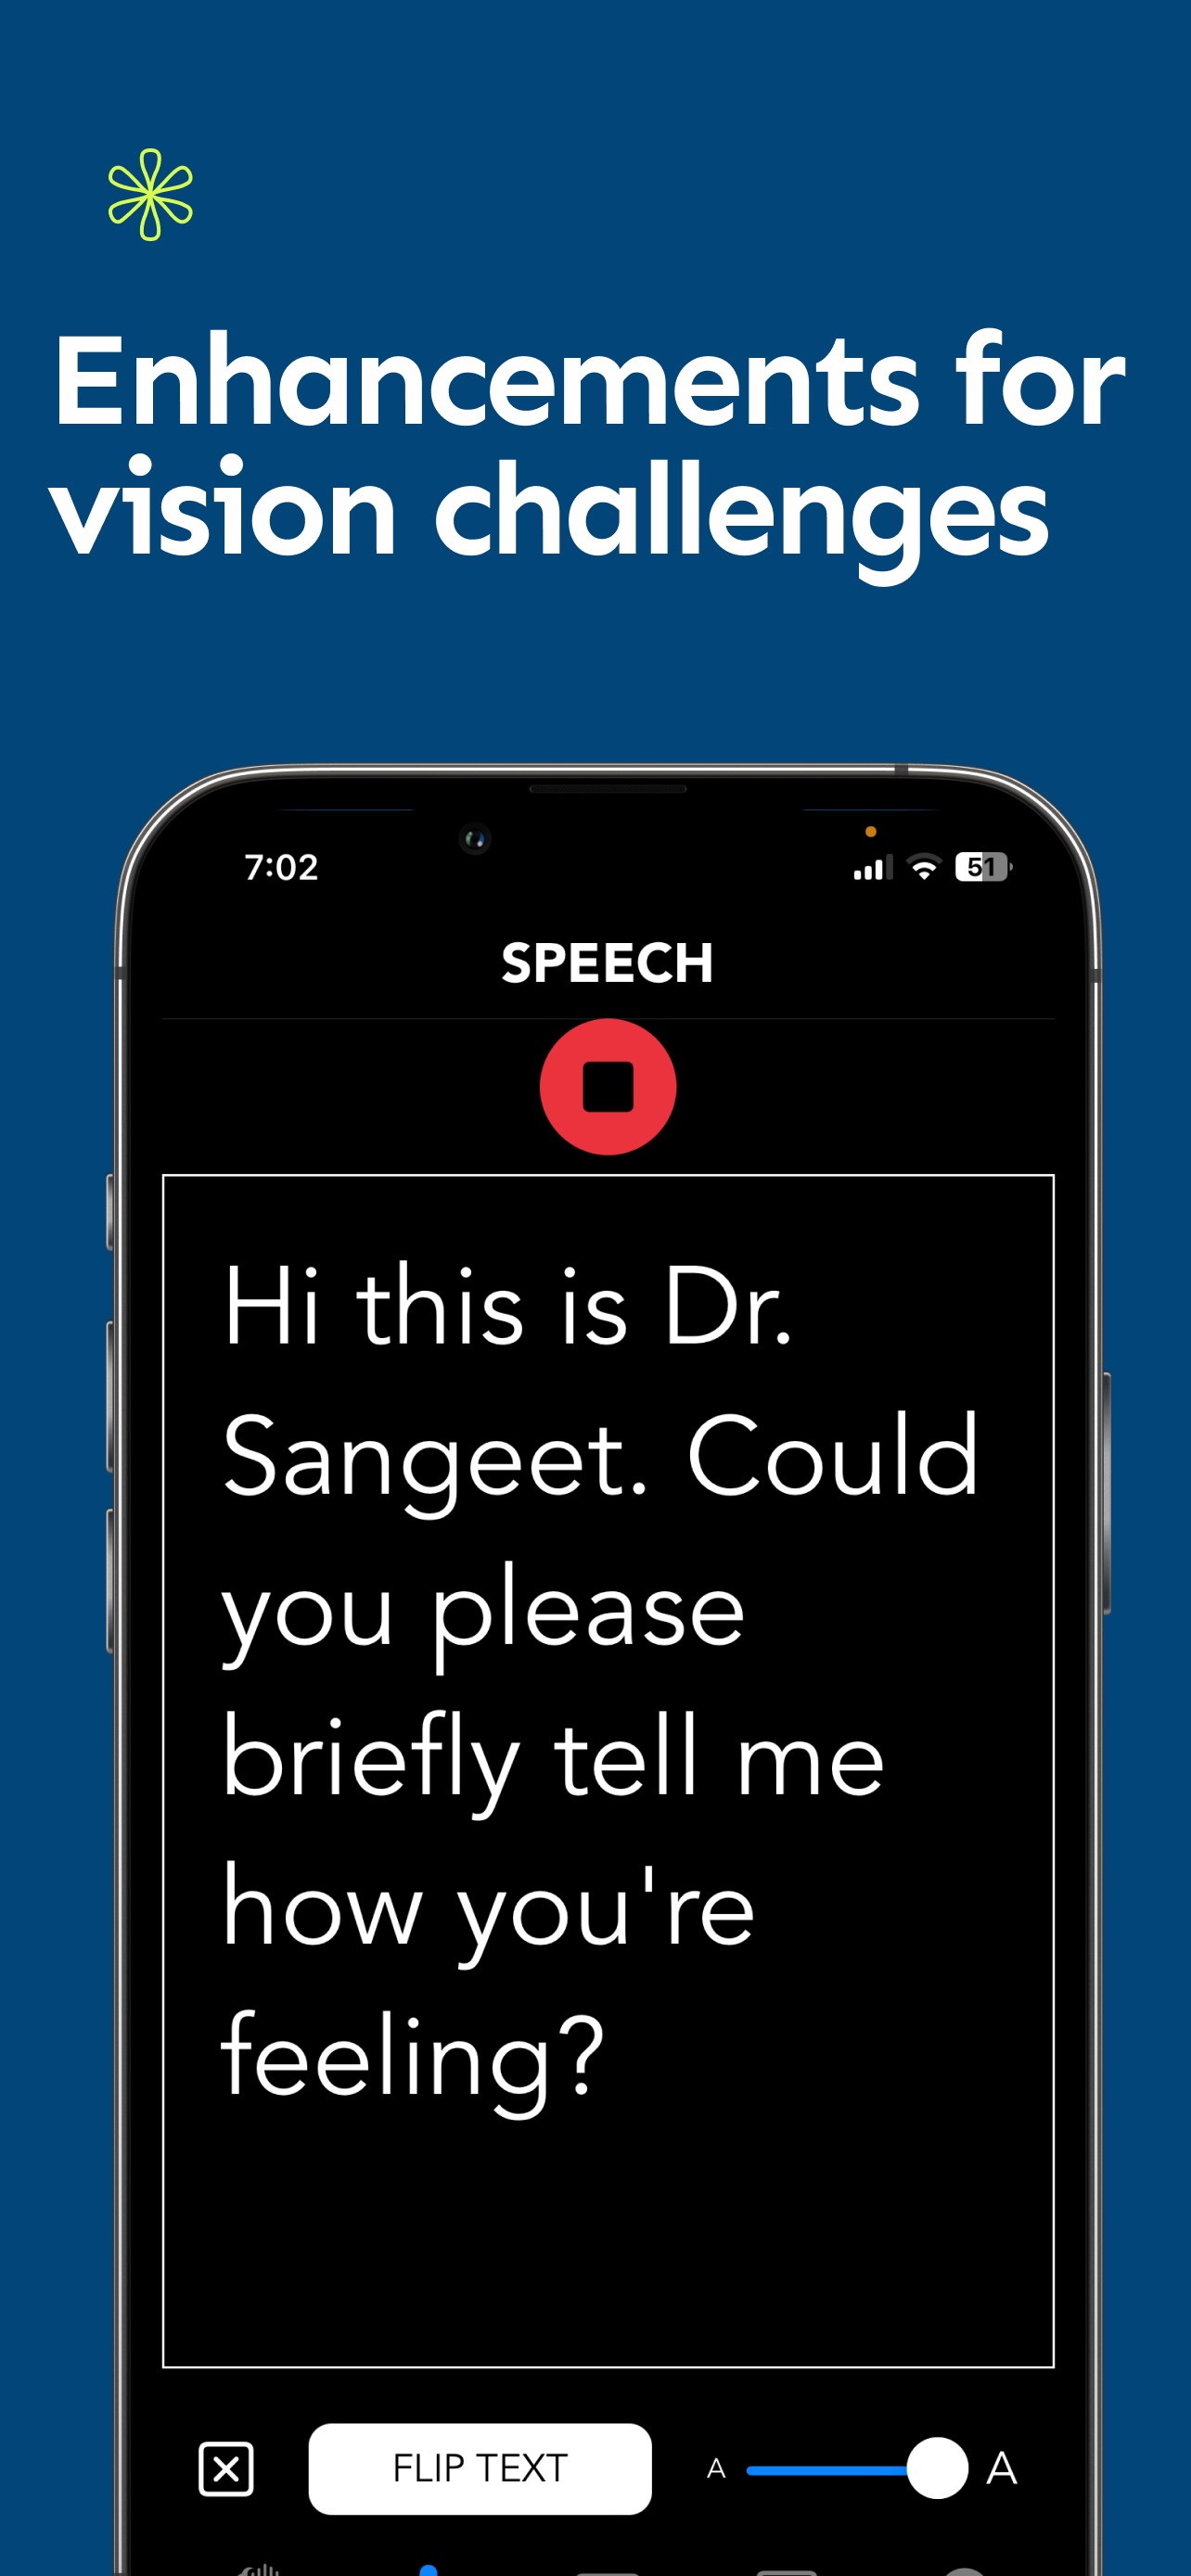 Enhancements for
vision challenges
7:02
51
SPEECH
Hi this is Dr.
Sangeet. Could
you please
briefly tell me
how you're
feeling?
FLIP TEXT
A
A